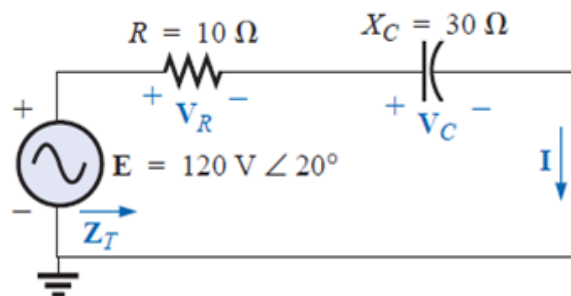 R = 10 Ω
X_C = 30 Ω
+ V_R −
+ V_C −
+
E = 120 V ∠ 20°
I
−
Z_T